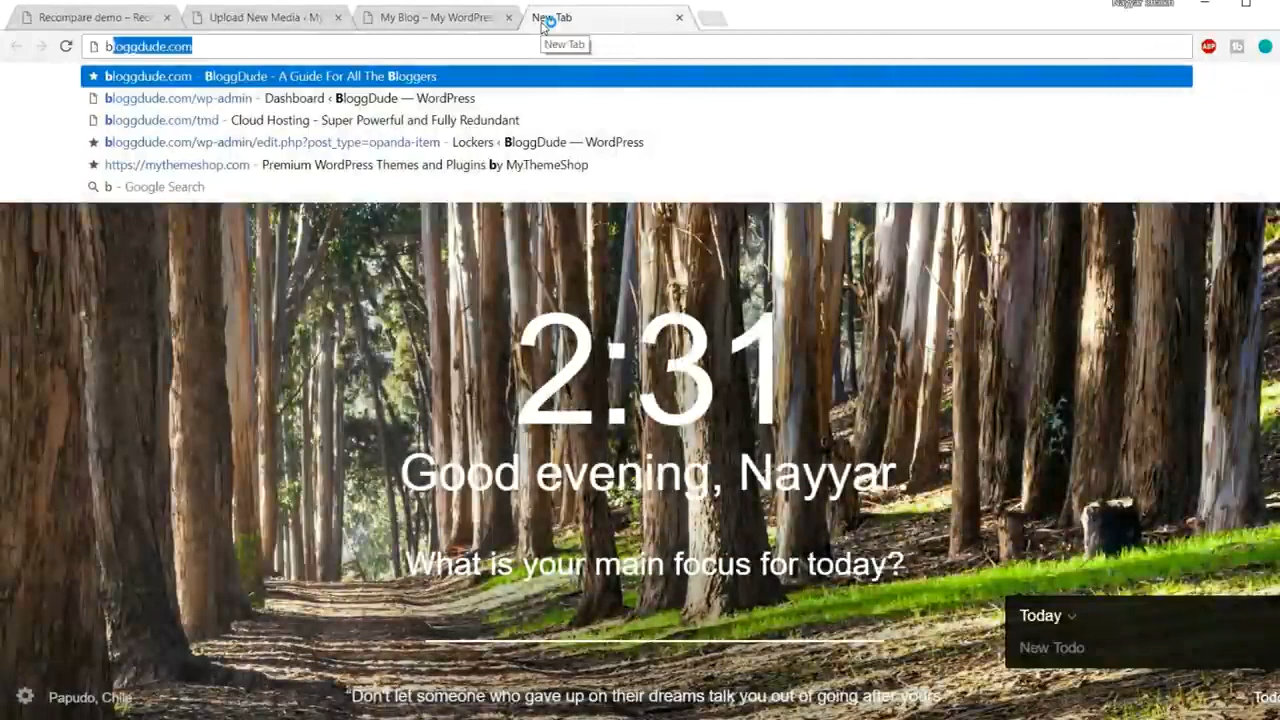 Recompare demo – Rec
Upload New Media ‹ My
My Blog – My WordPres
New Tab
bloggdude.com
New Tab
bloggdude.com - BloggDude - A Guide For All The Bloggers
bloggdude.com/wp-admin - Dashboard ‹ BloggDude — WordPress
bloggdude.com/tmd - Cloud Hosting - Super Powerful and Fully Redundant
bloggdude.com/wp-admin/edit.php?post_type=opanda-item - Lockers ‹ BloggDude — WordPress
https://mythemeshop.com - Premium WordPress Themes and Plugins by MyThemeShop
b - Google Search
ABP
2:31
Good evening, Nayyar.
What is your main focus for today?
Today
New Todo
Papudo, Chile
"Don't let someone who gave up on their dreams talk you out of going after yours
Todo